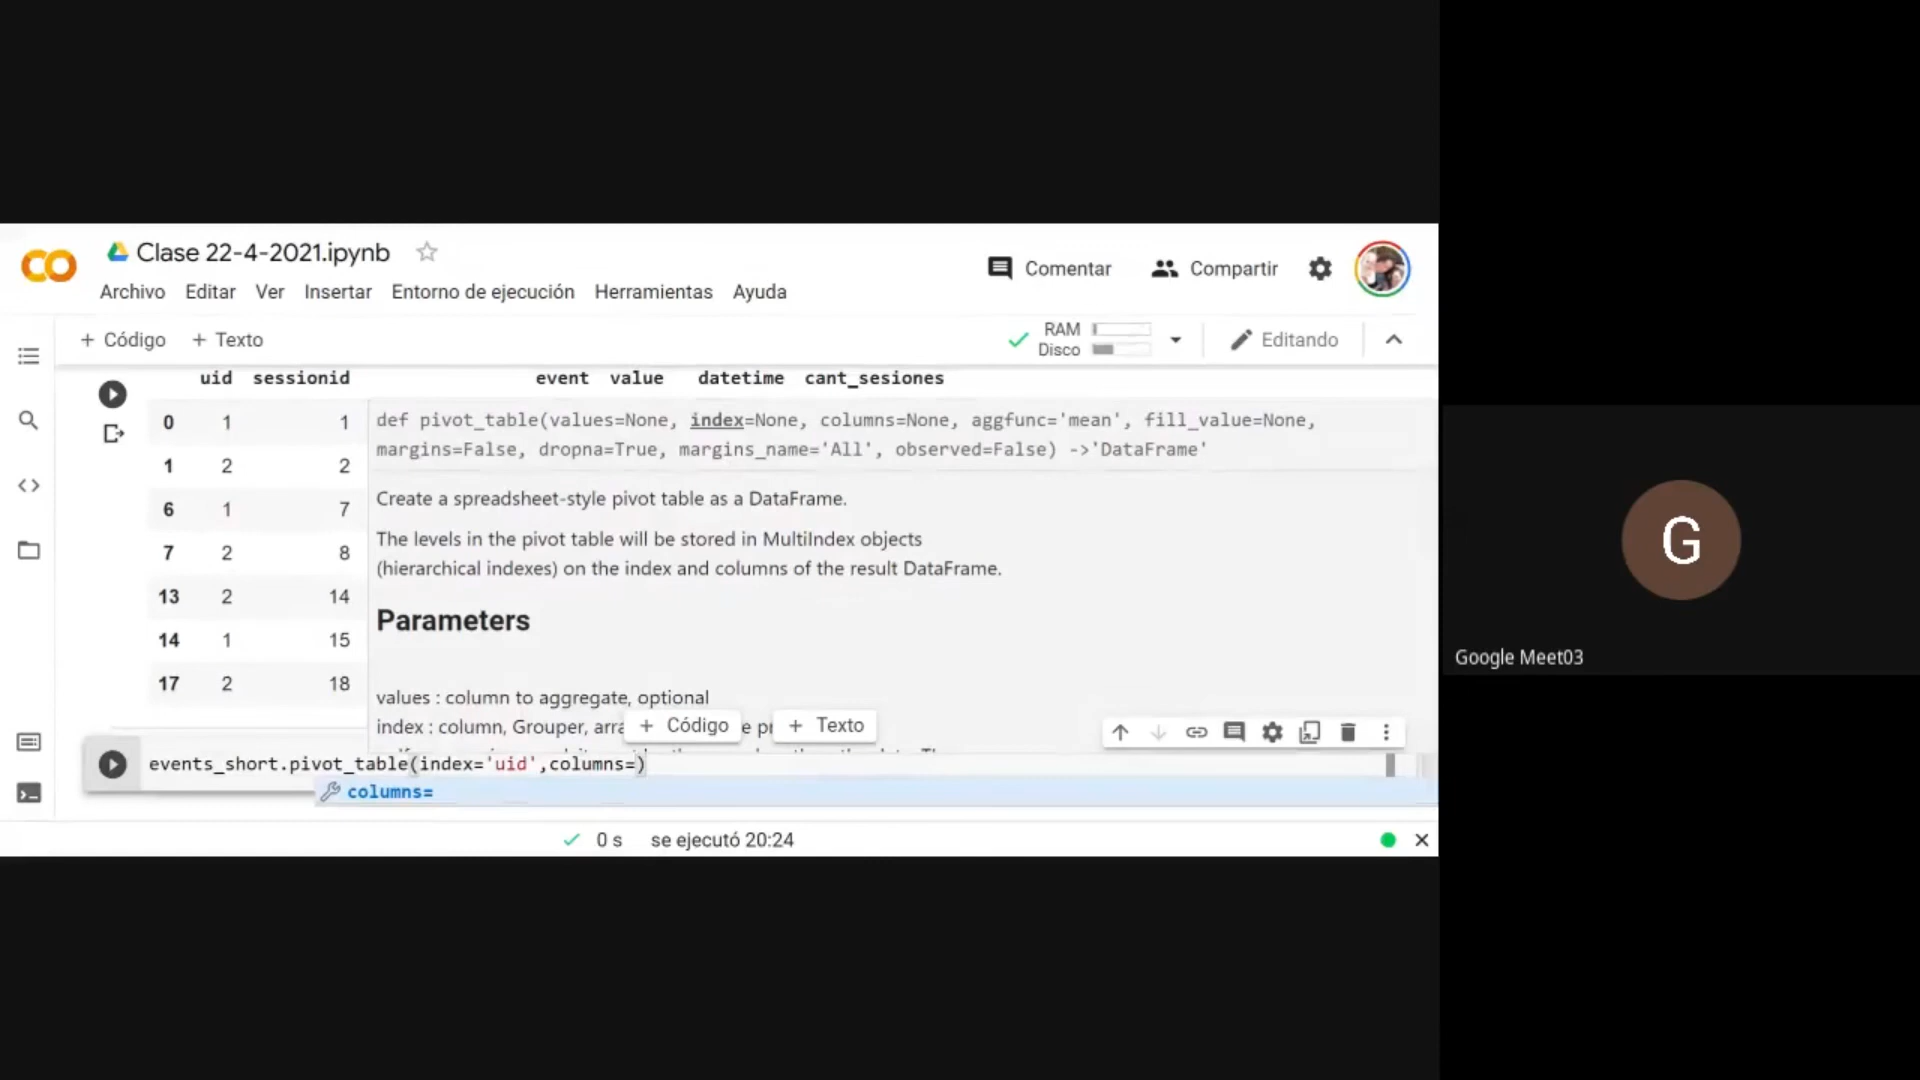 Clase 22-4-2021.ipynb
Comentar
Compartir
Archivo Editar Ver Insertar Entorno de ejecución Herramientas Ayuda
+ Código + Texto
RAM
Disco
Editando
uid sessionid event value datetime cant_sesiones
0 1 1
1 2 2
6 1 7
7 2 8
13 2 14
14 1 15
17 2 18
def pivot_table(values=None, index=None, columns=None, aggfunc='mean', fill_value=None,
margins=False, dropna=True, margins_name='All', observed=False) ->'DataFrame'
Create a spreadsheet-style pivot table as a DataFrame.
The levels in the pivot table will be stored in MultiIndex objects
(hierarchical indexes) on the index and columns of the result DataFrame.
Parameters
values : column to aggregate, optional
index : column, Grouper,
+ Código + Texto
events_short.pivot_table(index='uid',columns=)
columns=
0 s se ejecutó 20:24
G
Google Meet03